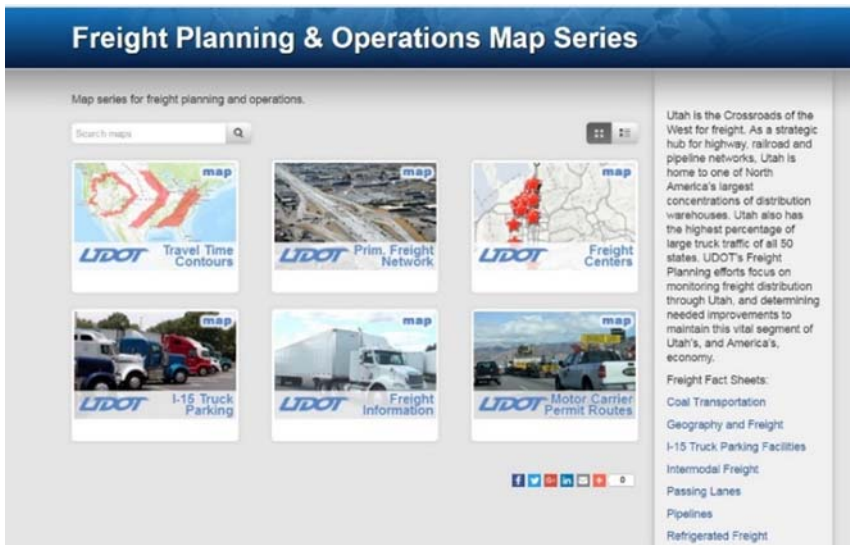 Freight Planning & Operations Map Series
Map series for freight planning and operations.
Search maps
map
UDOT
Travel Time
Contours
map
UDOT
Prim. Freight
Network
map
UDOT
Freight
Centers
map
UDOT
I-15 Truck
Parking
map
UDOT
Freight
Information
map
UDOT
Motor Carrier
Permit Routes
0
Utah is the Crossroads of the
West for freight. As a strategic
hub for highway, railroad and
pipeline networks, Utah is
home to one of North
America's largest
concentrations of distribution
warehouses. Utah also has
the highest percentage of
large truck traffic of all 50
states. UDOT's Freight
Planning efforts focus on
monitoring freight distribution
through Utah, and determining
needed improvements to
maintain this vital segment of
Utah's, and America's,
economy.
Freight Fact Sheets:
Coal Transportation
Geography and Freight
I-15 Truck Parking Facilities
Intermodal Freight
Passing Lanes
Pipelines
Refrigerated Freight